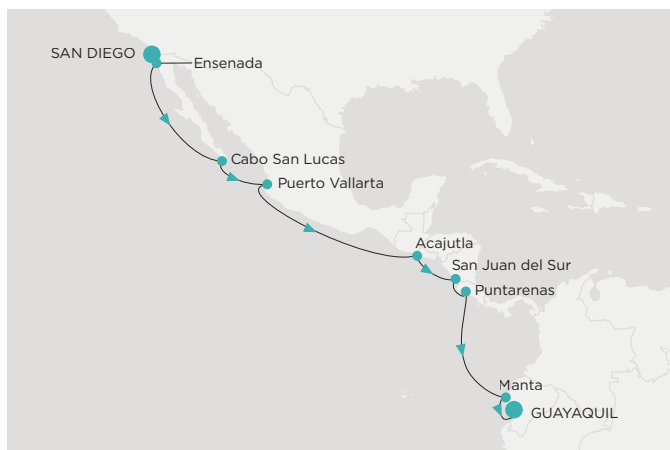 SAN DIEGO
Ensenada
Cabo San Lucas
Puerto Vallarta
Acajutla
San Juan del Sur
Puntarenas
Manta
GUAYAQUIL